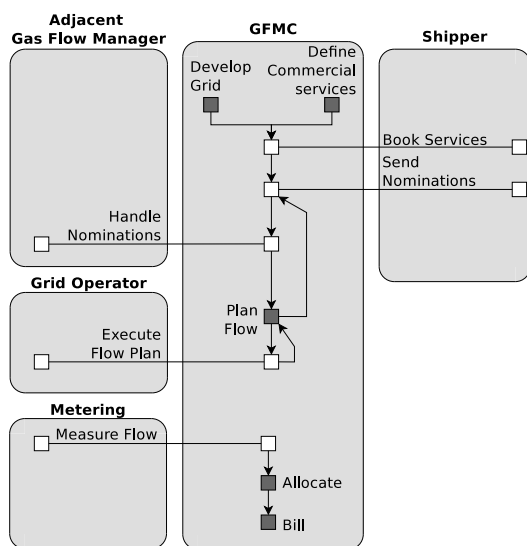 Adjacent
Gas Flow Manager
GFMC
Shipper
Develop
Grid
Define
Commercial
services
Book Services
Send
Nominations
Handle
Nominations
Grid Operator
Plan
Flow
Execute
Flow Plan
Metering
Measure Flow
Allocate
Bill